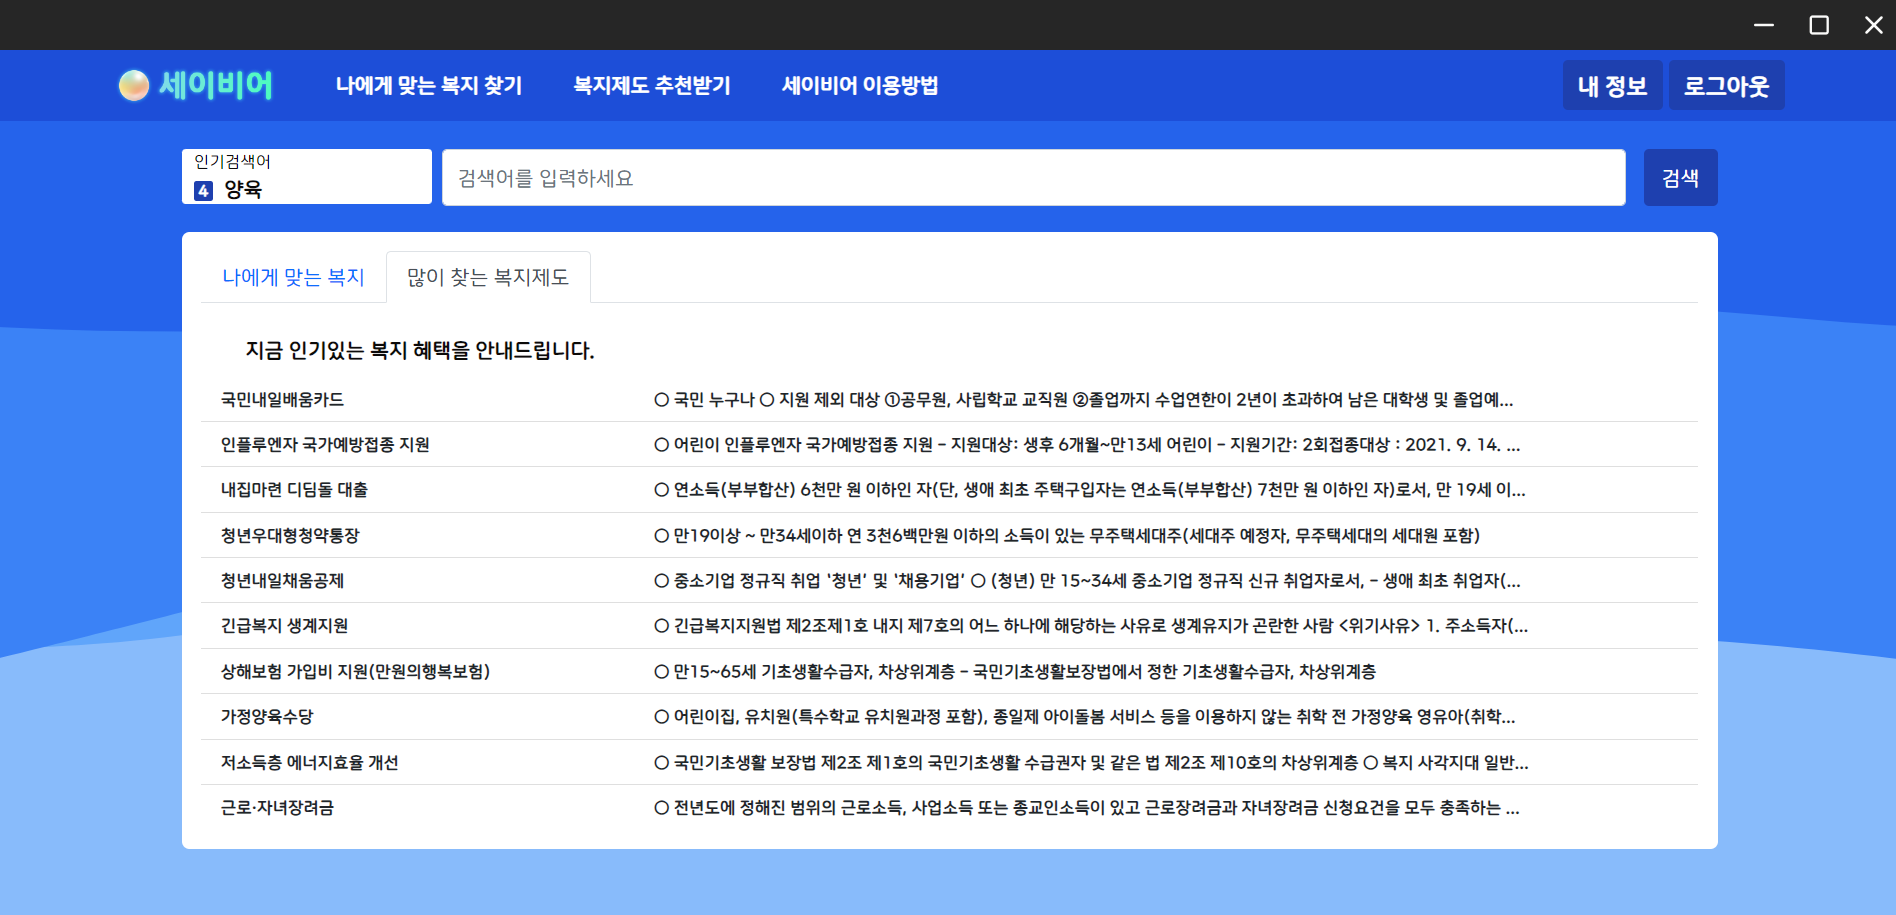 세이비어 나에게 맞는 복지 찾기 복지제도 추천받기 세이비어 이용방법 내 정보 로그아웃
인기검색어
4 양육
검색어를 입력하세요 검색
나에게 맞는 복지 많이 찾는 복지제도
지금 인기있는 복지 혜택을 안내드립니다.
국민내일배움카드 ○ 국민 누구나 ○ 지원 제외 대상 ①공무원, 사립학교 교직원 ②졸업까지 수업연한이 2년이 초과하여 남은 대학생 및 졸업예...
인플루엔자 국가예방접종 지원 ○ 어린이 인플루엔자 국가예방접종 지원 - 지원대상: 생후 6개월~만13세 어린이 - 지원기간: 2회접종대상 : 2021. 9. 14. ...
내집마련 디딤돌 대출 ○ 연소득(부부합산) 6천만 원 이하인 자(단, 생애 최초 주택구입자는 연소득(부부합산) 7천만 원 이하인 자)로서, 만 19세 이...
청년우대형청약통장 ○ 만19이상 ~ 만34세이하 연 3천6백만원 이하의 소득이 있는 무주택세대주(세대주 예정자, 무주택세대의 세대원 포함)
청년내일채움공제 ○ 중소기업 정규직 취업 ‘청년’ 및 ‘채용기업’ ○ (청년) 만 15~34세 중소기업 정규직 신규 취업자로서, - 생애 최초 취업자(...
긴급복지 생계지원 ○ 긴급복지지원법 제2조제1호 내지 제7호의 어느 하나에 해당하는 사유로 생계유지가 곤란한 사람 <위기사유> 1. 주소득자(...
상해보험 가입비 지원(만원의행복보험) ○ 만15~65세 기초생활수급자, 차상위계층 - 국민기초생활보장법에서 정한 기초생활수급자, 차상위계층
가정양육수당 ○ 어린이집, 유치원(특수학교 유치원과정 포함), 종일제 아이돌봄 서비스 등을 이용하지 않는 취학 전 가정양육 영유아(취학...
저소득층 에너지효율 개선 ○ 국민기초생활 보장법 제2조 제1호의 국민기초생활 수급권자 및 같은 법 제2조 제10호의 차상위계층 ○ 복지 사각지대 일반...
근로·자녀장려금 ○ 전년도에 정해진 범위의 근로소득, 사업소득 또는 종교인소득이 있고 근로장려금과 자녀장려금 신청요건을 모두 충족하는 ...